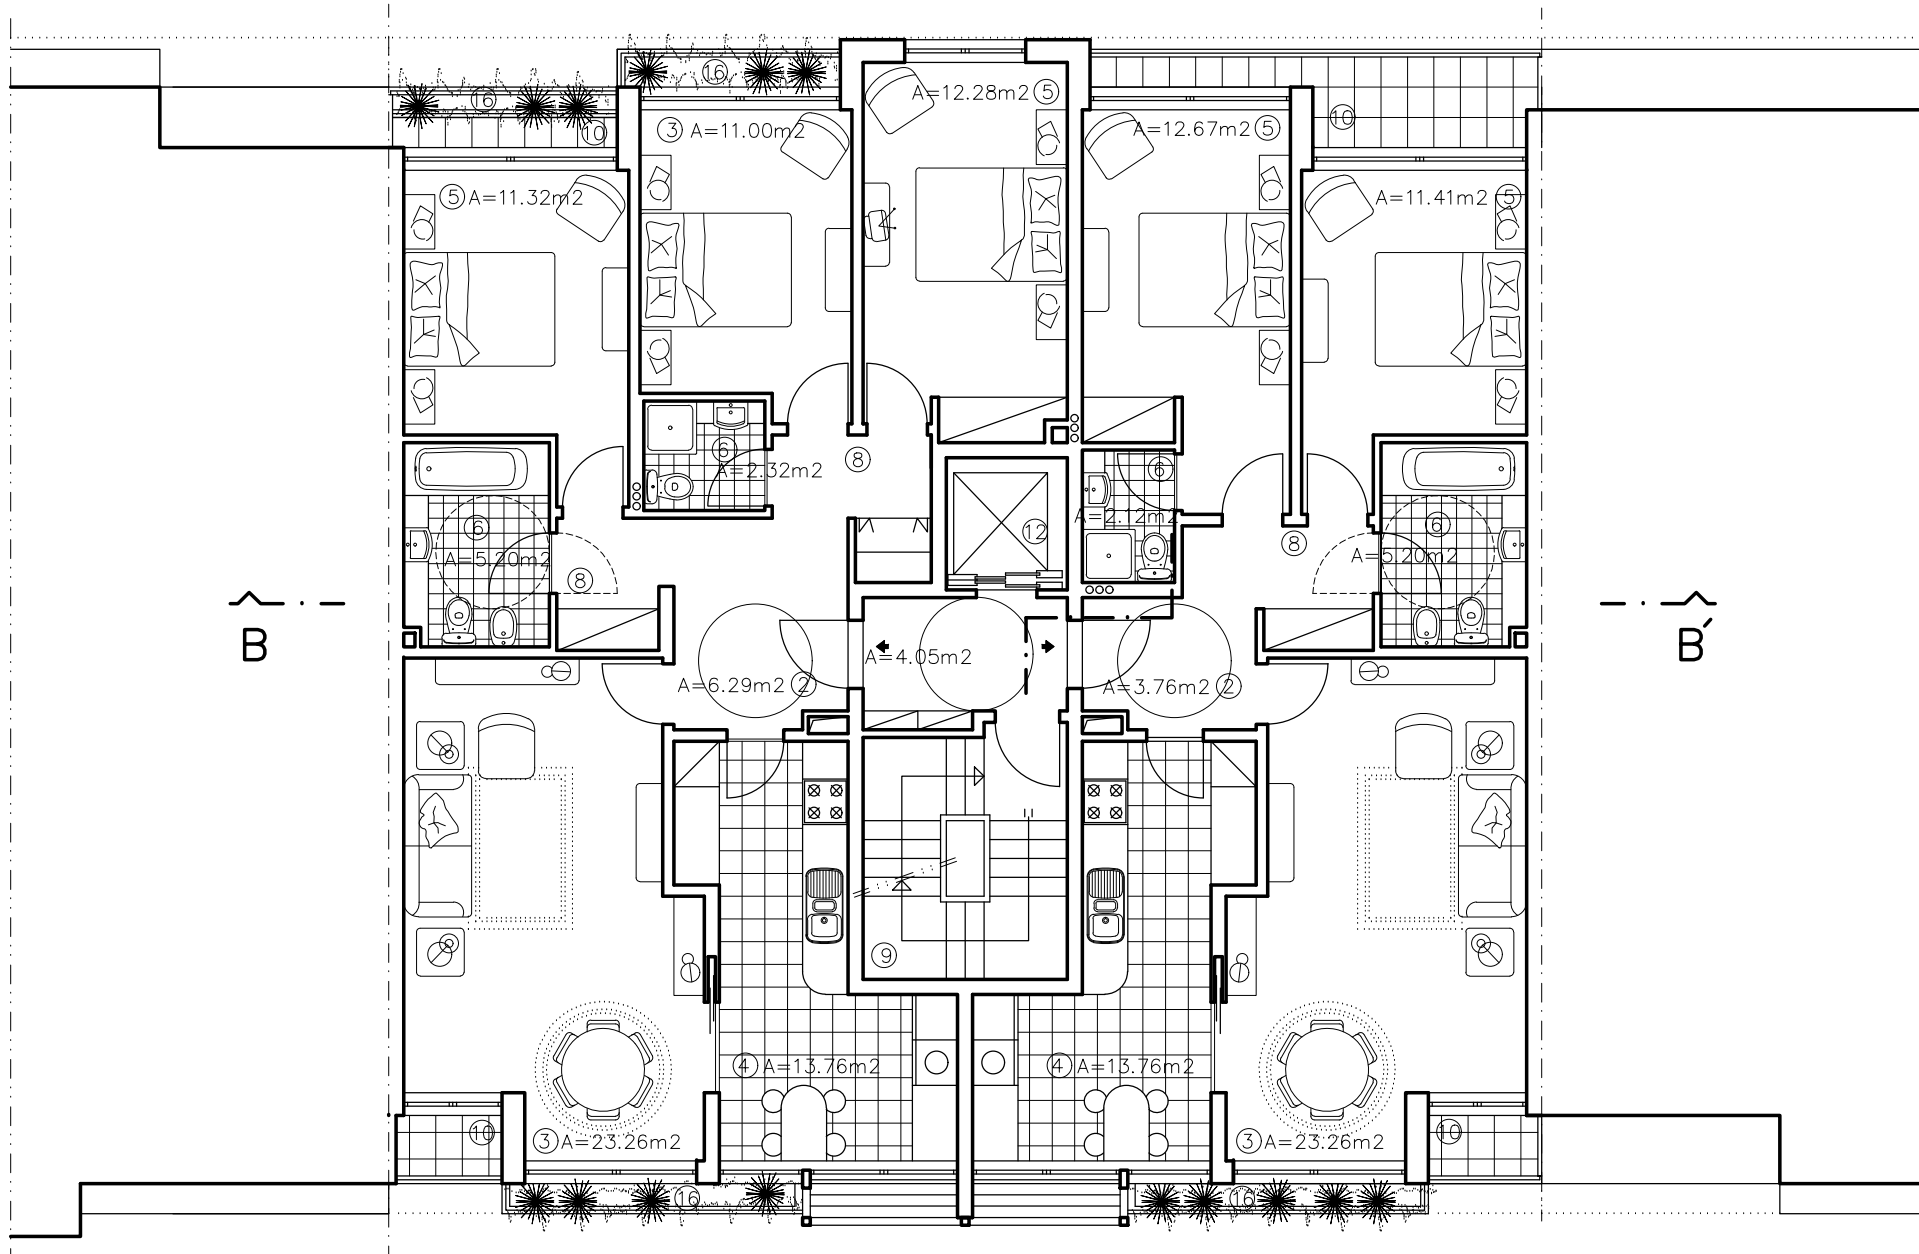 16
16
10
3 A=11.00m2
A=12.28m2 5
A=12.67m2 5
10
5 A=11.32m2
A=11.41m2 5
6
A=2.32m2
8
6
A=2.12m2
12
6
A=5.20m2
8
8
6
A=5.20m2
B
B′
A=4.05m2
A=6.29m2 2
A=3.76m2 2
9
4 A=13.76m2
4 A=13.76m2
10
3 A=23.26m2
3 A=23.26m2
10
16
16